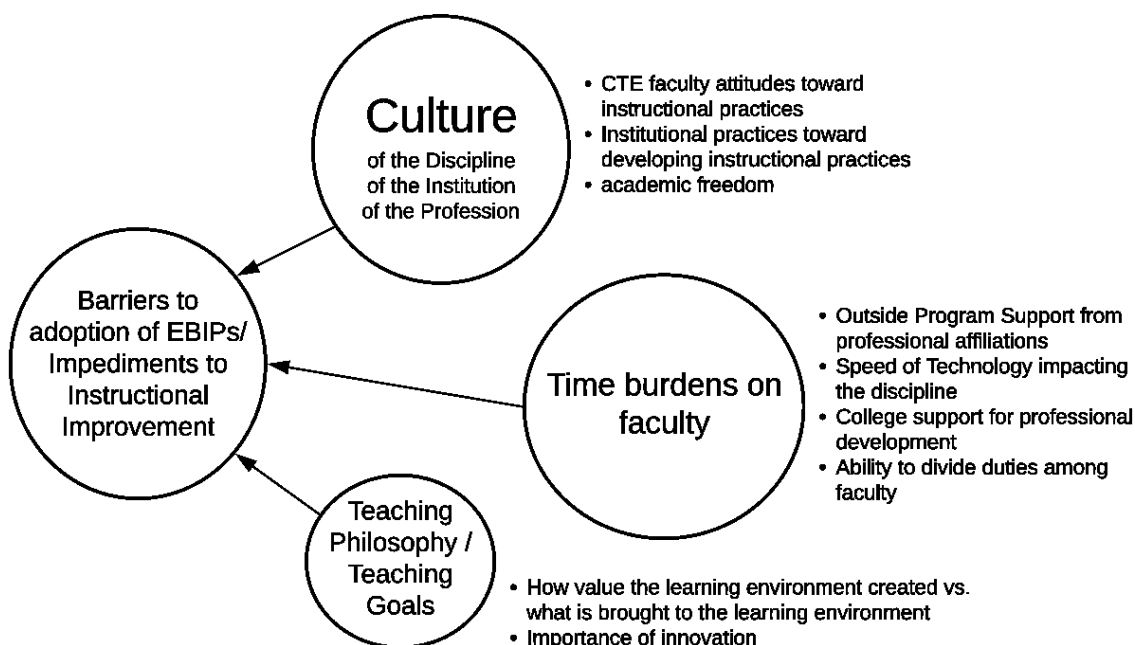 Culture
of the Discipline
of the Institution
of the Profession
• CTE faculty attitudes toward
instructional practices
• Institutional practices toward
developing instructional practices
• academic freedom
Barriers to
adoption of EBIPs/
Impediments to
Instructional
Improvement
Time burdens on
faculty
• Outside Program Support from
professional affiliations
• Speed of Technology impacting
the discipline
• College support for professional
development
• Ability to divide duties among
faculty
Teaching
Philosophy /
Teaching
Goals
• How value the learning environment created vs.
what is brought to the learning environment
• Importance of innovation